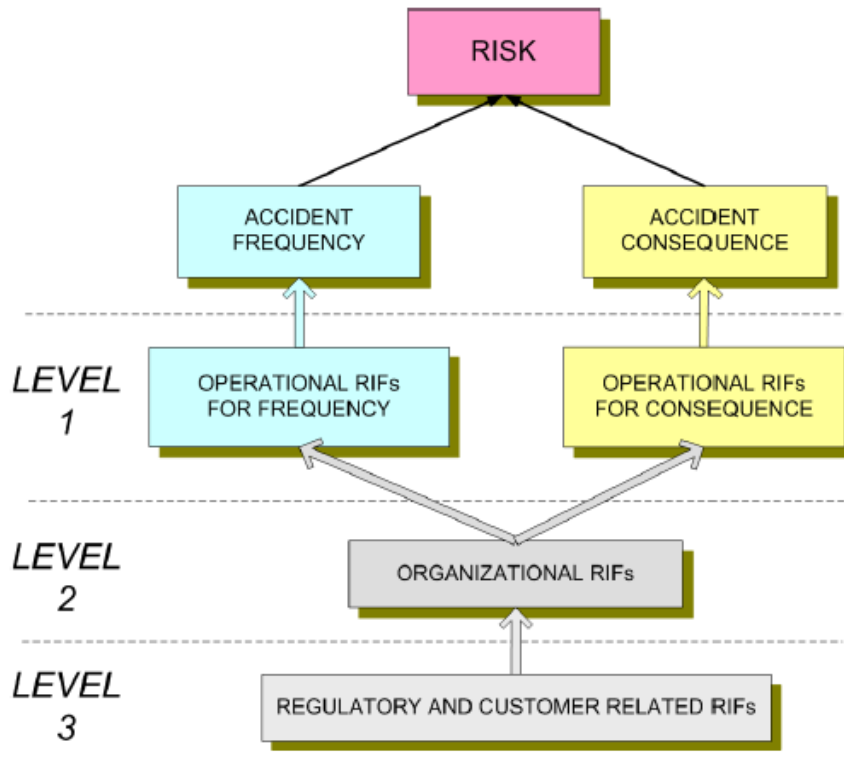 RISK
ACCIDENT
FREQUENCY
ACCIDENT
CONSEQUENCE
LEVEL
1
OPERATIONAL RIFs
FOR FREQUENCY
OPERATIONAL RIFs
FOR CONSEQUENCE
LEVEL
2
ORGANIZATIONAL RIFs
LEVEL
3
REGULATORY AND CUSTOMER RELATED RIFs